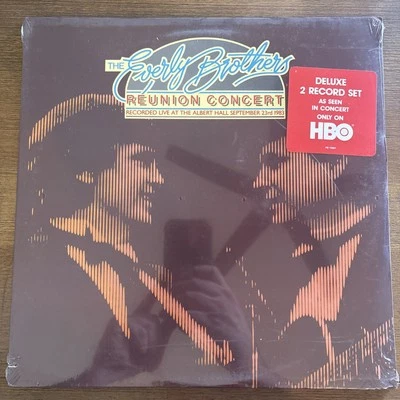 THE
Everly Brothers
REUNION CONCERT
RECORDED LIVE AT THE ALBERT HALL SEPTEMBER 23rd 1983
DELUXE
2 RECORD SET
AS SEEN
IN CONCERT
ONLY ON
HBO